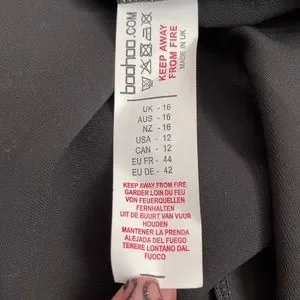 boohoo.COM
KEEP AWAY
FROM FIRE
MADE IN UK
UK - 16
AUS - 16
NZ - 16
USA - 12
CAN - 12
EU FR - 44
EU DE - 42
KEEP AWAY FROM FIRE
GARDER LOIN DU FEU
VON FEUERQUELLEN
FERNHALTEN
UIT DE BUURT VAN VUUR
HOUDEN
MANTENER LA PRENDA
ALEJADA DEL FUEGO
TENERE LONTANO DAL
FUOCO